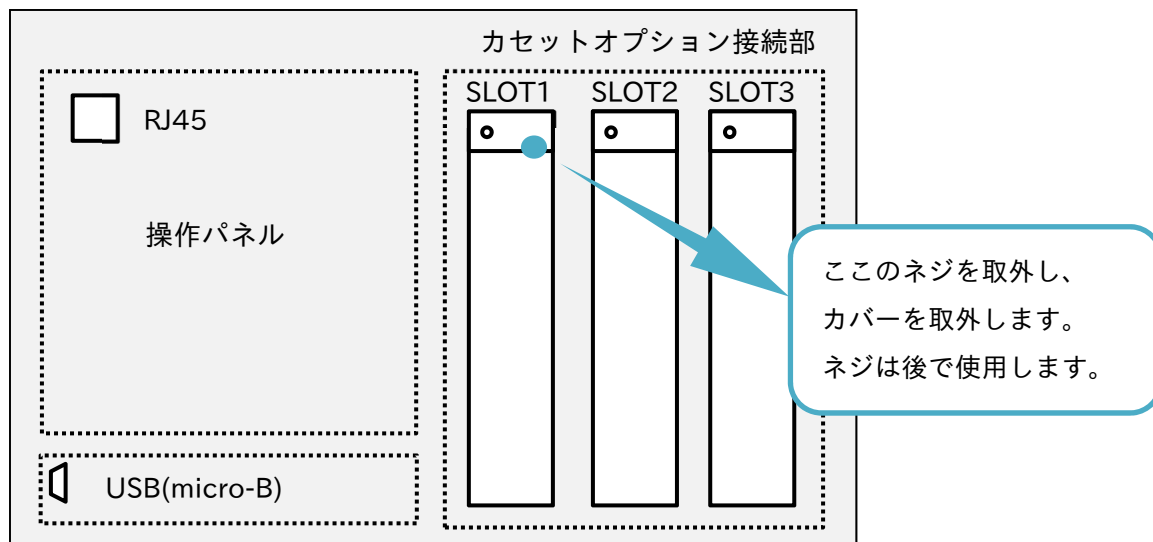 カセットオプション接続部
SLOT1 SLOT2 SLOT3
RJ45
操作パネル
ここのネジを取外し、
カバーを取外します。
ネジは後で使用します。
USB(micro-B)